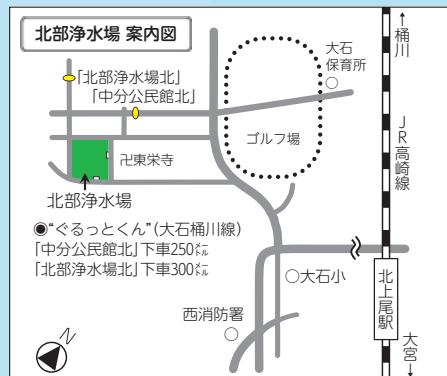 北部浄水場 案内図
↑桶川
大石
保育所
「北部浄水場北」
「中分公民館北」
JR高崎線
ゴルフ場
卍東栄寺
北部浄水場
◉“ぐるっとくん”(大石桶川線)
「中分公民館北」下車250㍍
「北部浄水場北」下車300㍍
大石小
北上尾駅
西消防署
大宮↓
N